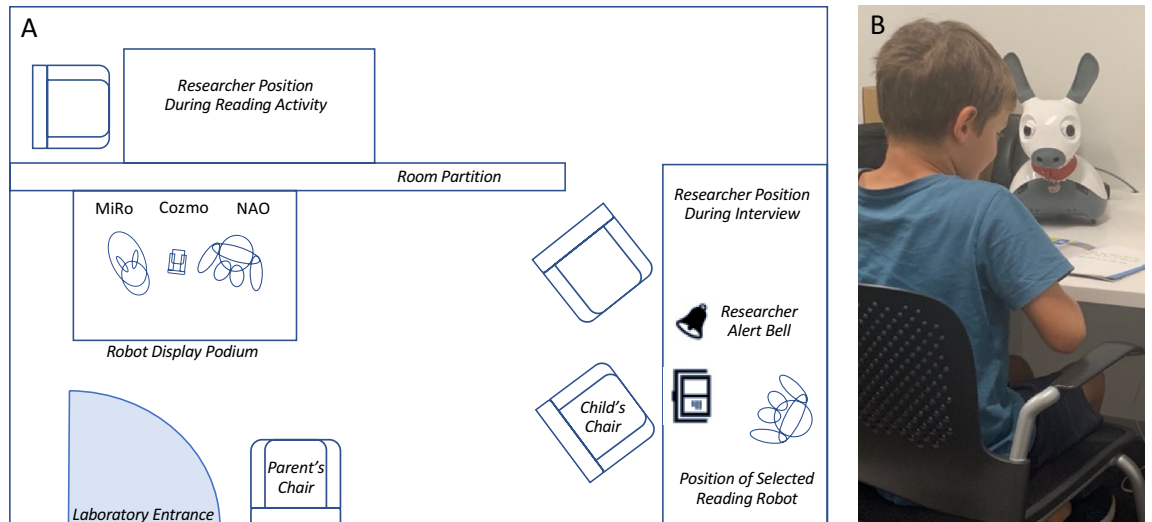 A
Researcher Position
During Reading Activity
Room Partition
MiRo
Cozmo
NAO
Robot Display Podium
Researcher Position
During Interview
Researcher
Alert Bell
Child's
Chair
Parent's
Chair
Position of Selected
Reading Robot
Laboratory Entrance
B